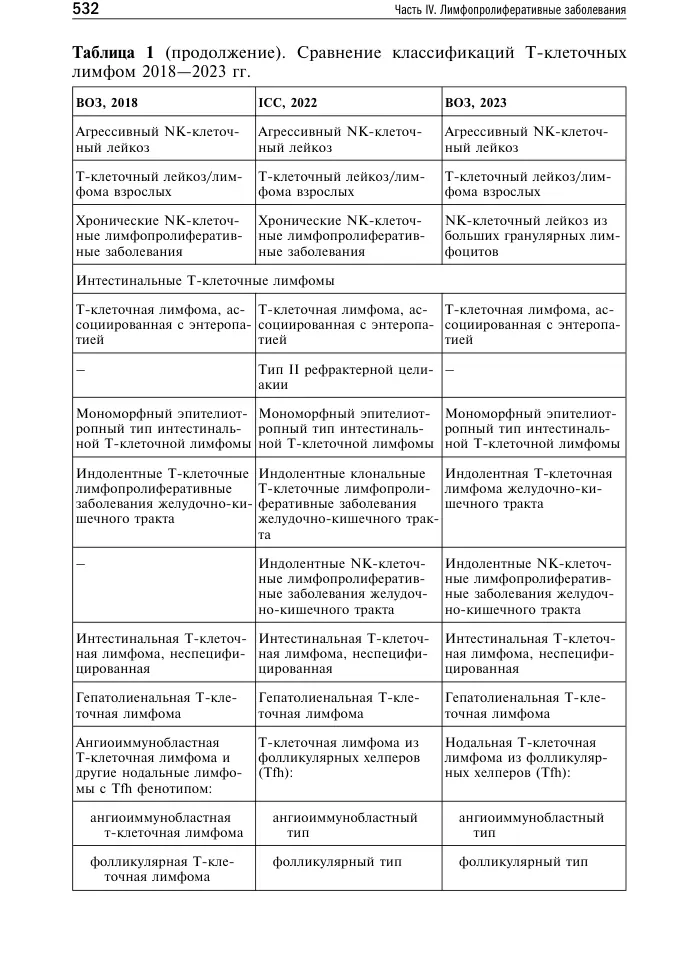 532
Часть IV. Лимфопролиферативные заболевания
Таблица 1 (продолжение). Сравнение классификаций Т-клеточных
лимфом 2018—2023 гг.
ВОЗ, 2018
ICC, 2022
ВОЗ, 2023
Агрессивный NK-клеточ-
ный лейкоз
Агрессивный NK-клеточ-
ный лейкоз
Агрессивный NK-клеточ-
ный лейкоз
Т-клеточный лейкоз/лим-
фома взрослых
Т-клеточный лейкоз/лим-
фома взрослых
Т-клеточный лейкоз/лим-
фома взрослых
Хронические NK-клеточ-
ные лимфопролифератив-
ные заболевания
Хронические NK-клеточ-
ные лимфопролифератив-
ные заболевания
NK-клеточный лейкоз из
больших гранулярных лим-
фоцитов
Интестинальные Т-клеточные лимфомы
Т-клеточная лимфома, ас-
социированная с энтеропа-
тией
Т-клеточная лимфома, ас-
социированная с энтеропа-
тией
Т-клеточная лимфома, ас-
социированная с энтеропа-
тией
–
Тип II рефрактерной цели-
акии
–
Мономорфный эпителиот-
ропный тип интестиналь-
ной Т-клеточной лимфомы
Мономорфный эпителиот-
ропный тип интестиналь-
ной Т-клеточной лимфомы
Мономорфный эпителиот-
ропный тип интестиналь-
ной Т-клеточной лимфомы
Индолентные Т-клеточные
лимфопролиферативные
заболевания желудочно-ки-
шечного тракта
Индолентные клональные
Т-клеточные лимфопроли-
феративные заболевания
желудочно-кишечного трак-
та
Индолентная Т-клеточная
лимфома желудочно-ки-
шечного тракта
–
Индолентные NK-клеточ-
ные лимфопролифератив-
ные заболевания желудоч-
но-кишечного тракта
Индолентные NK-клеточ-
ные лимфопролифератив-
ные заболевания желудоч-
но-кишечного тракта
Интестинальная Т-клеточ-
ная лимфома, неспецифи-
цированная
Интестинальная Т-клеточ-
ная лимфома, неспецифи-
цированная
Интестинальная Т-клеточ-
ная лимфома, неспецифи-
цированная
Гепатолиенальная Т-кле-
точная лимфома
Гепатолиенальная Т-кле-
точная лимфома
Гепатолиенальная Т-кле-
точная лимфома
Ангиоиммунобластная
Т-клеточная лимфома и
другие нодальные лимфо-
мы с Tfh фенотипом:
Т-клеточная лимфома из
фолликулярных хелперов
(Tfh):
Нодальная Т-клеточная
лимфома из фолликуляр-
ных хелперов (Tfh):
ангиоиммунобластная
т-клеточная лимфома
ангиоиммунобластный
тип
ангиоиммунобластный
тип
фолликулярная Т-кле-
точная лимфома
фолликулярный тип
фолликулярный тип